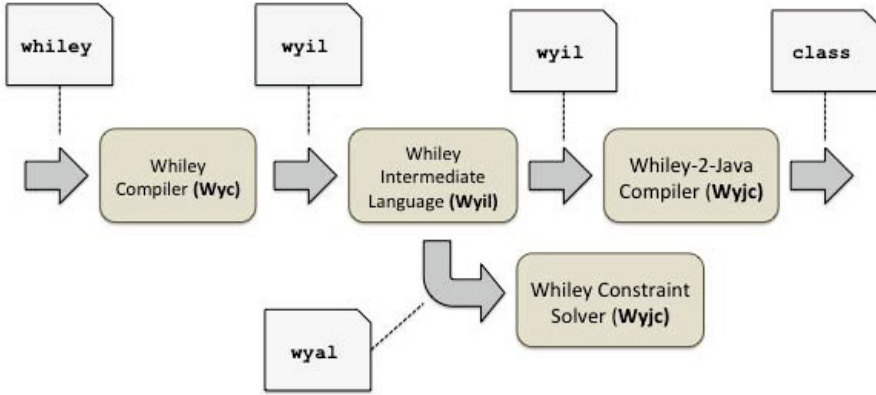 whiley
wyil
wyil
class
Whiley
Compiler (Wyc)
Whiley
Intermediate
Language (Wyil)
Whiley-2-Java
Compiler (Wyjc)
Whiley Constraint
Solver (Wyjc)
wyal